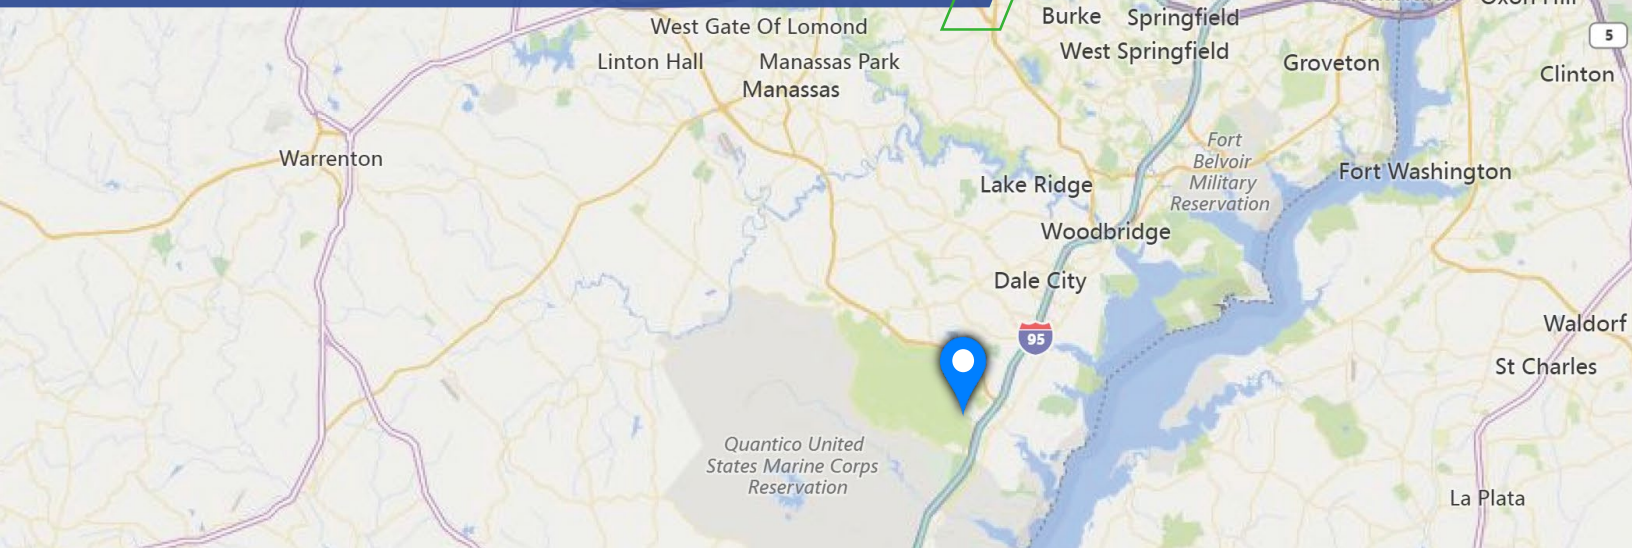 West Gate Of Lomond
Burke
Springfield
Linton Hall
Manassas Park
West Springfield
Groveton
5
Clinton
Manassas
Warrenton
Fort
Belvoir
Military
Reservation
Fort Washington
Lake Ridge
Woodbridge
Dale City
95
Waldorf
St Charles
Quantico United
States Marine Corps
Reservation
La Plata